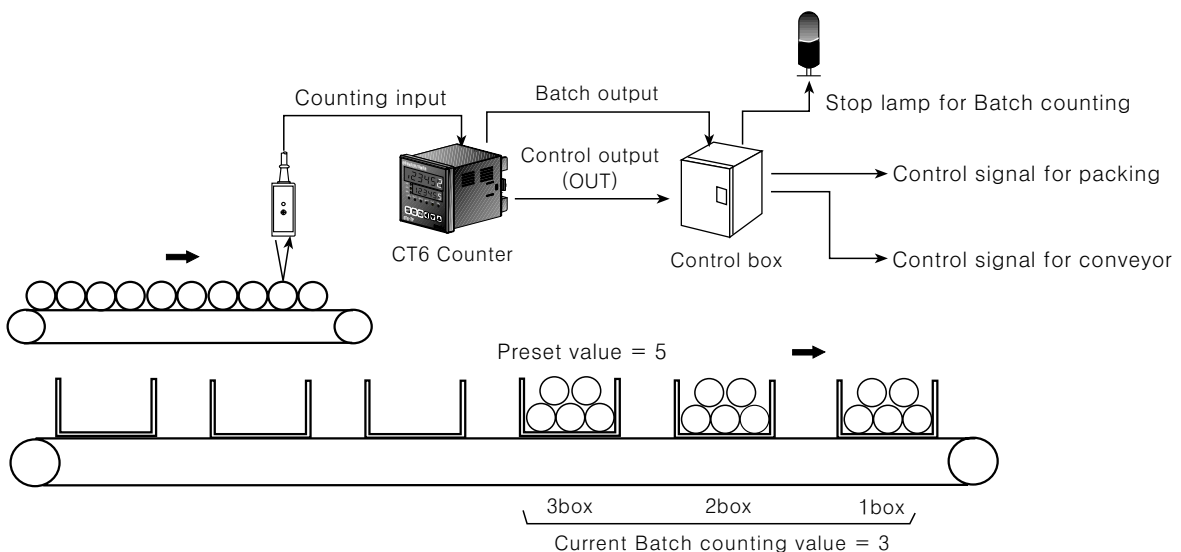 Counting input
Batch output
Stop lamp for Batch counting
Control output
(OUT)
Control signal for packing
CT6 Counter
Control box
Control signal for conveyor
Preset value = 5
3box
2box
1box
Current Batch counting value = 3